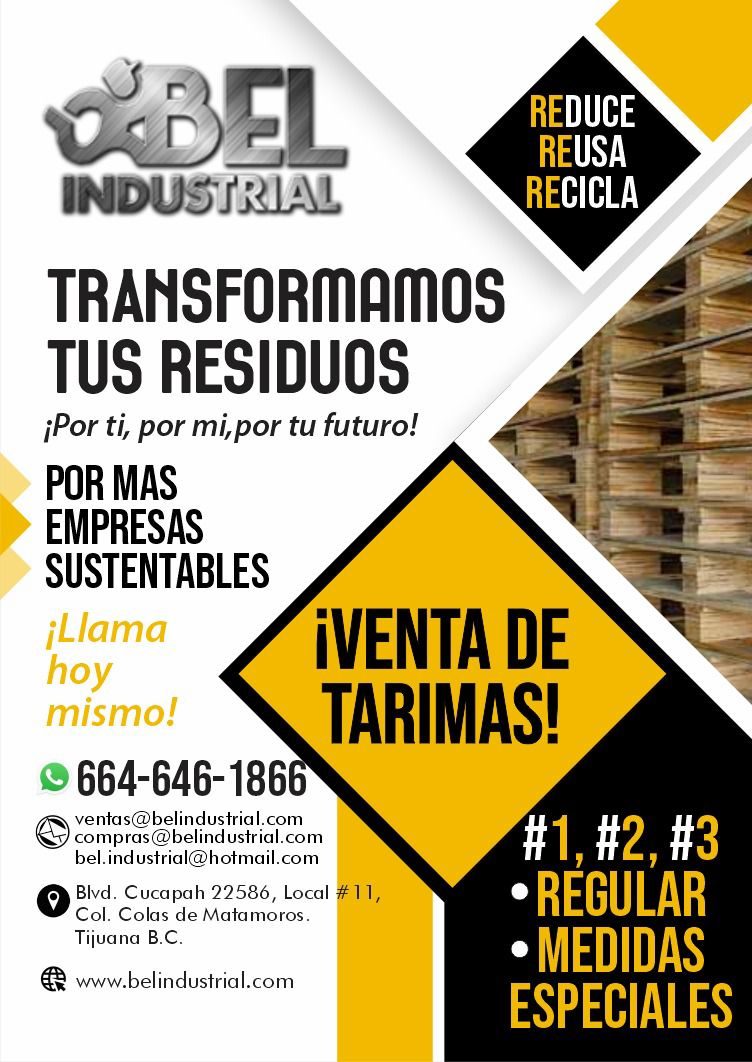 BEL
INDUSTRIAL
REDUCE
REUSA
RECICLA
TRANSFORMAMOS
TUS RESIDUOS
¡Por ti, por mi,por tu futuro!
POR MAS
EMPRESAS
SUSTENTABLES
¡Llama
hoy
mismo!
¡VENTA DE
TARIMAS!
664-646-1866
ventas@belindustrial.com
compras@belindustrial.com
bel.industrial@hotmail.com
Blvd. Cucapah 22586, Local #11,
Col. Colas de Matamoros.
Tijuana B.C.
www.belindustrial.com
#1, #2, #3
• REGULAR
• MEDIDAS
ESPECIALES